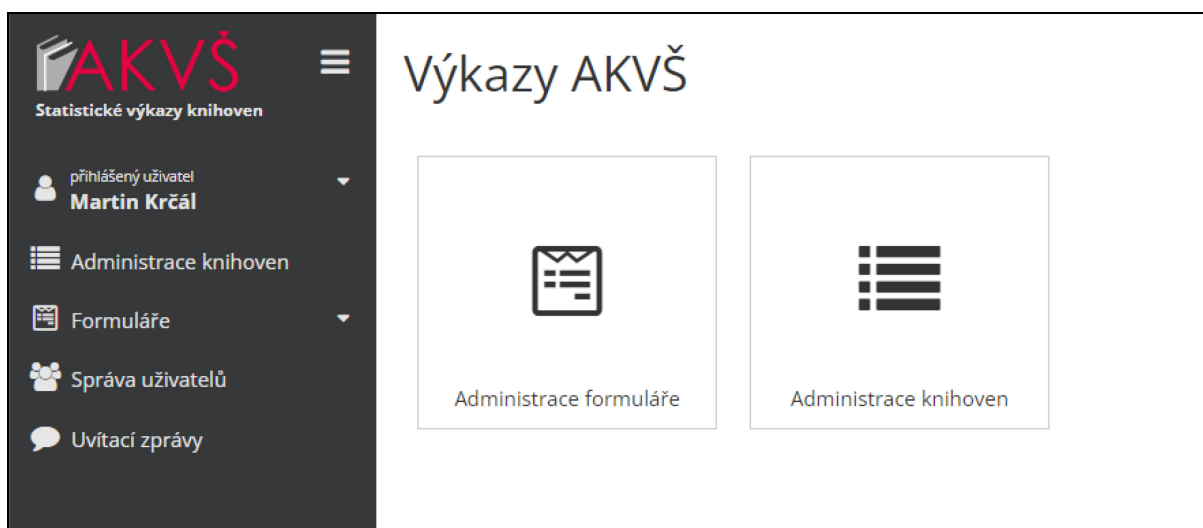 AKVŠ
Statistické výkazy knihoven
přihlášený uživatel
Martin Krčál
Administrace knihoven
Formuláře
Správa uživatelů
Uvítací zprávy
Výkazy AKVŠ
Administrace formuláře
Administrace knihoven